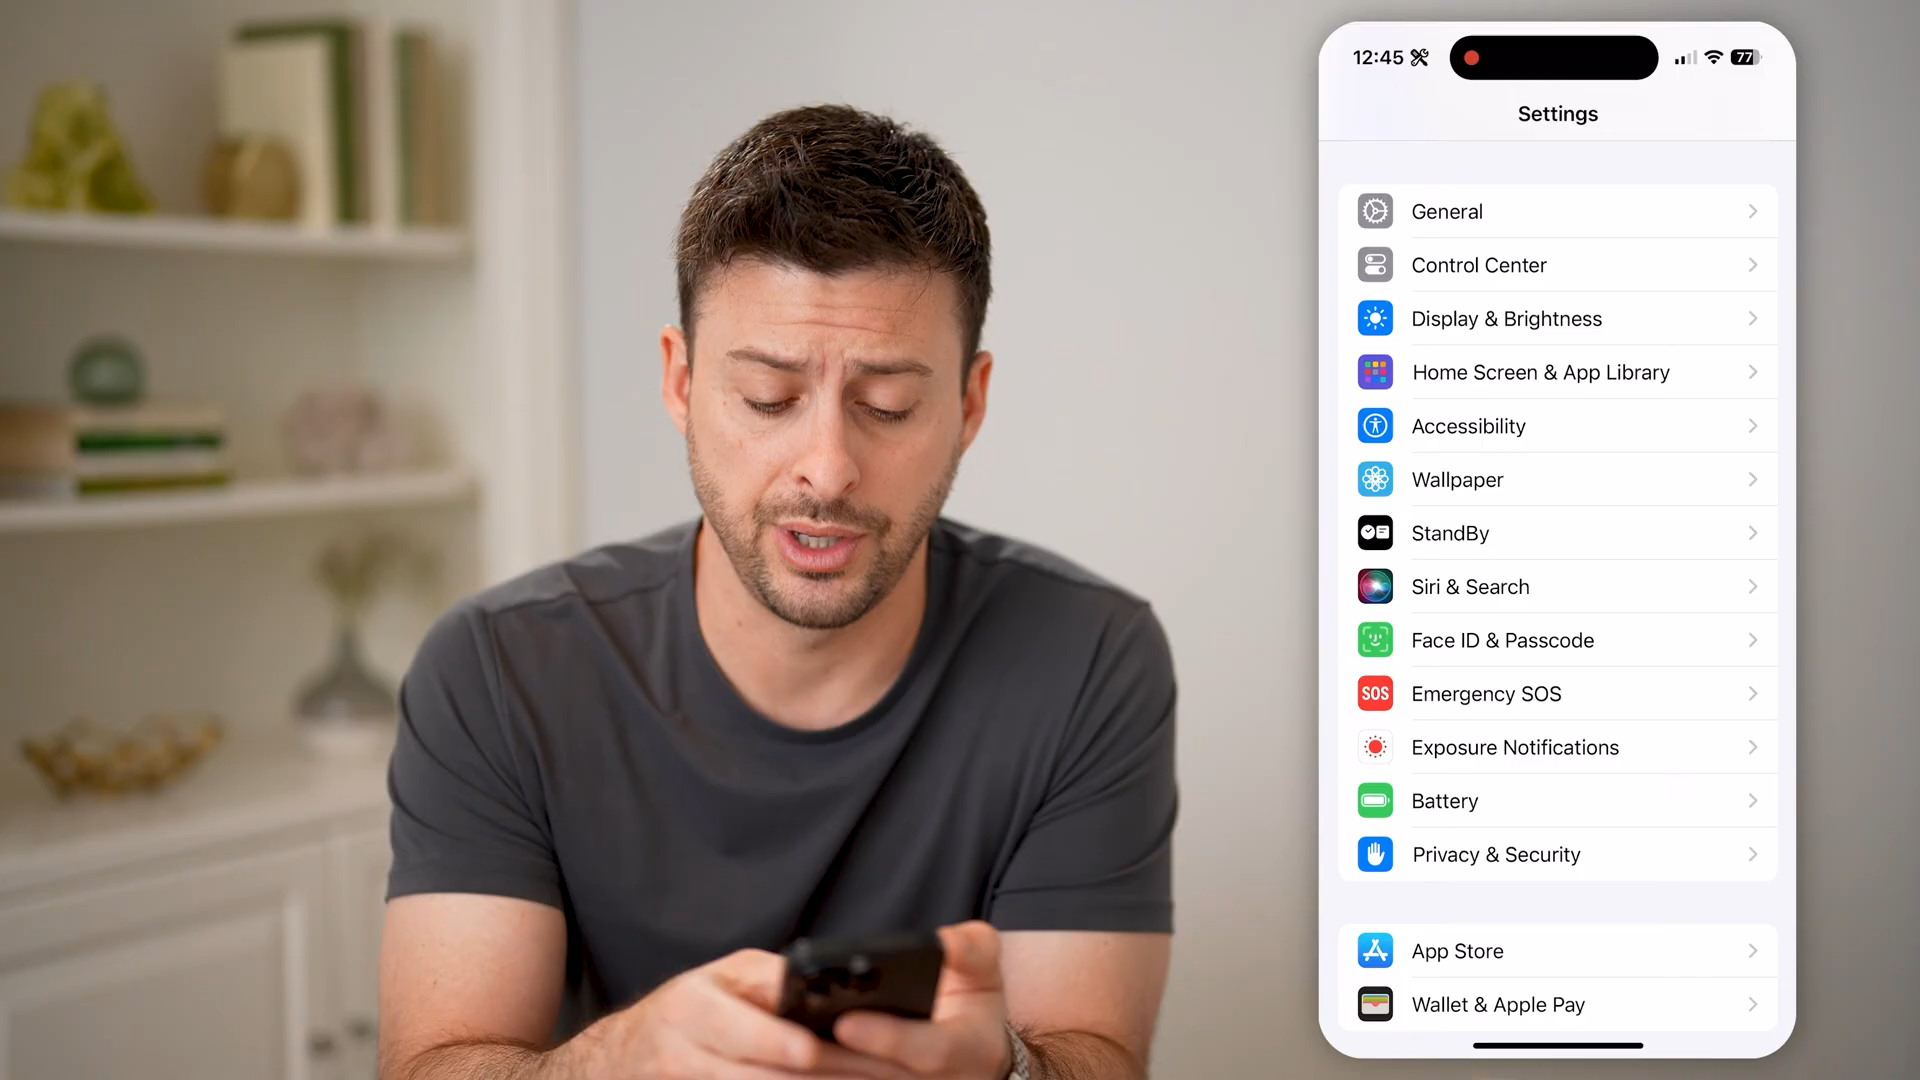 12:45
77
Settings
General
Control Center
Display & Brightness
Home Screen & App Library
Accessibility
Wallpaper
StandBy
Siri & Search
Face ID & Passcode
SOS Emergency SOS
Exposure Notifications
Battery
Privacy & Security
App Store
Wallet & Apple Pay